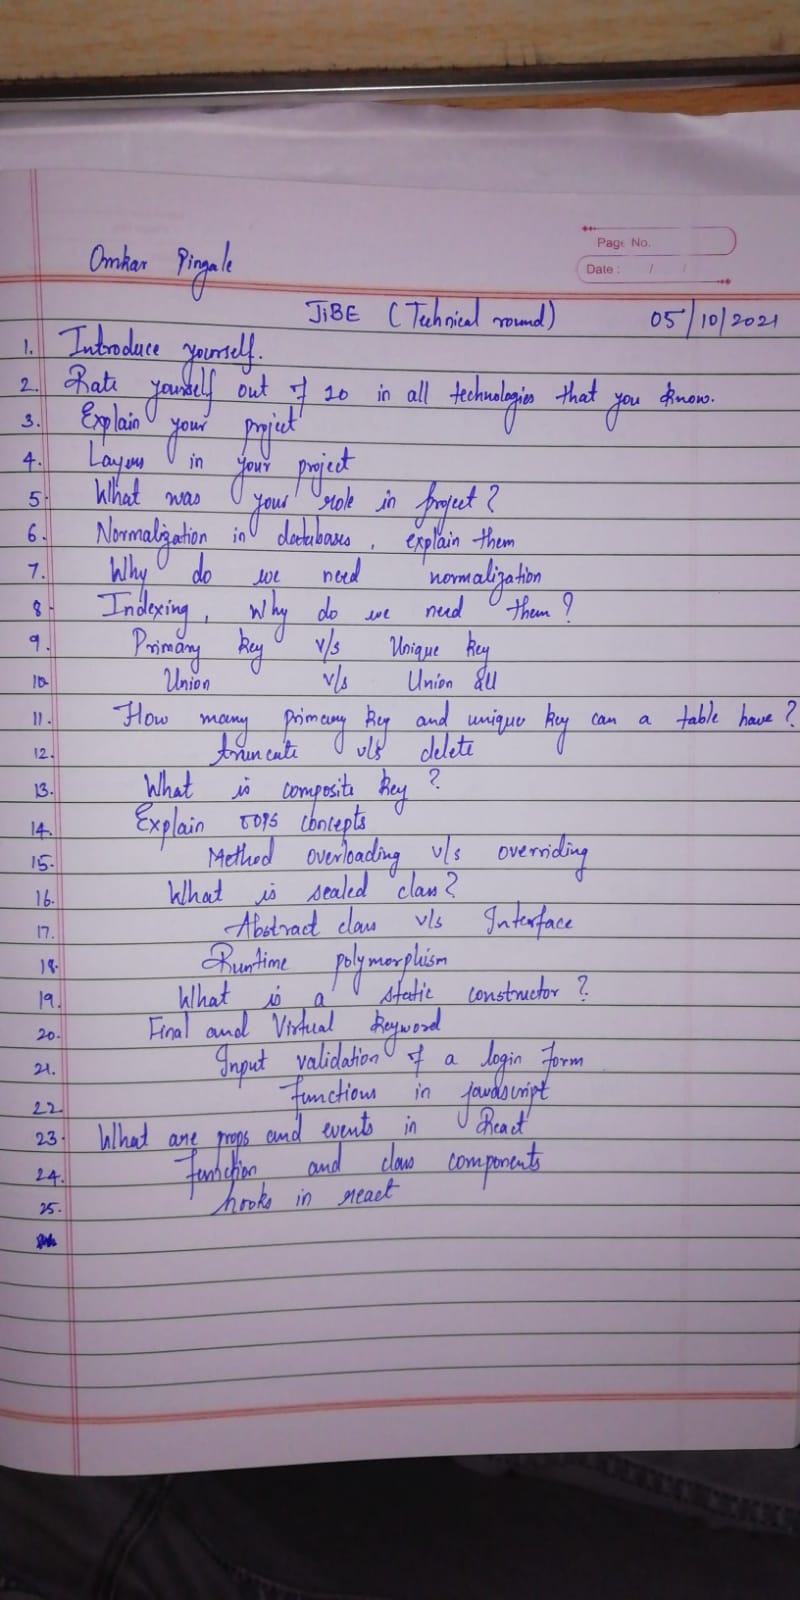 Page No.
Date: / /
Omkar Pingale
JiBE (Technical round) 05/10/2021
1. Introduce yourself.
2. Rate yourself out of 10 in all technologies that you know.
3. Explain your project
4. Layers in your project
5. What was your role in project?
6. Normalization in databases, explain them
7. Why do we need normalization
8. Indexing, Why do we need them?
9. Primary key v/s Unique key
10. Union v/s Union All
11. How many primary key and unique key can a table have?
12. truncate v/s delete
13. What is composite key?
14. Explain OOPS concepts
15. Method overloading v/s overriding
16. What is sealed class?
17. Abstract class v/s Interface
18. Runtime polymorphism
19. What is a static constructor?
20. Final and Virtual keyword
21. Input validation of a login form
22. functions in javascript
23. What are props and events in React
24. function and class components
25. hooks in react